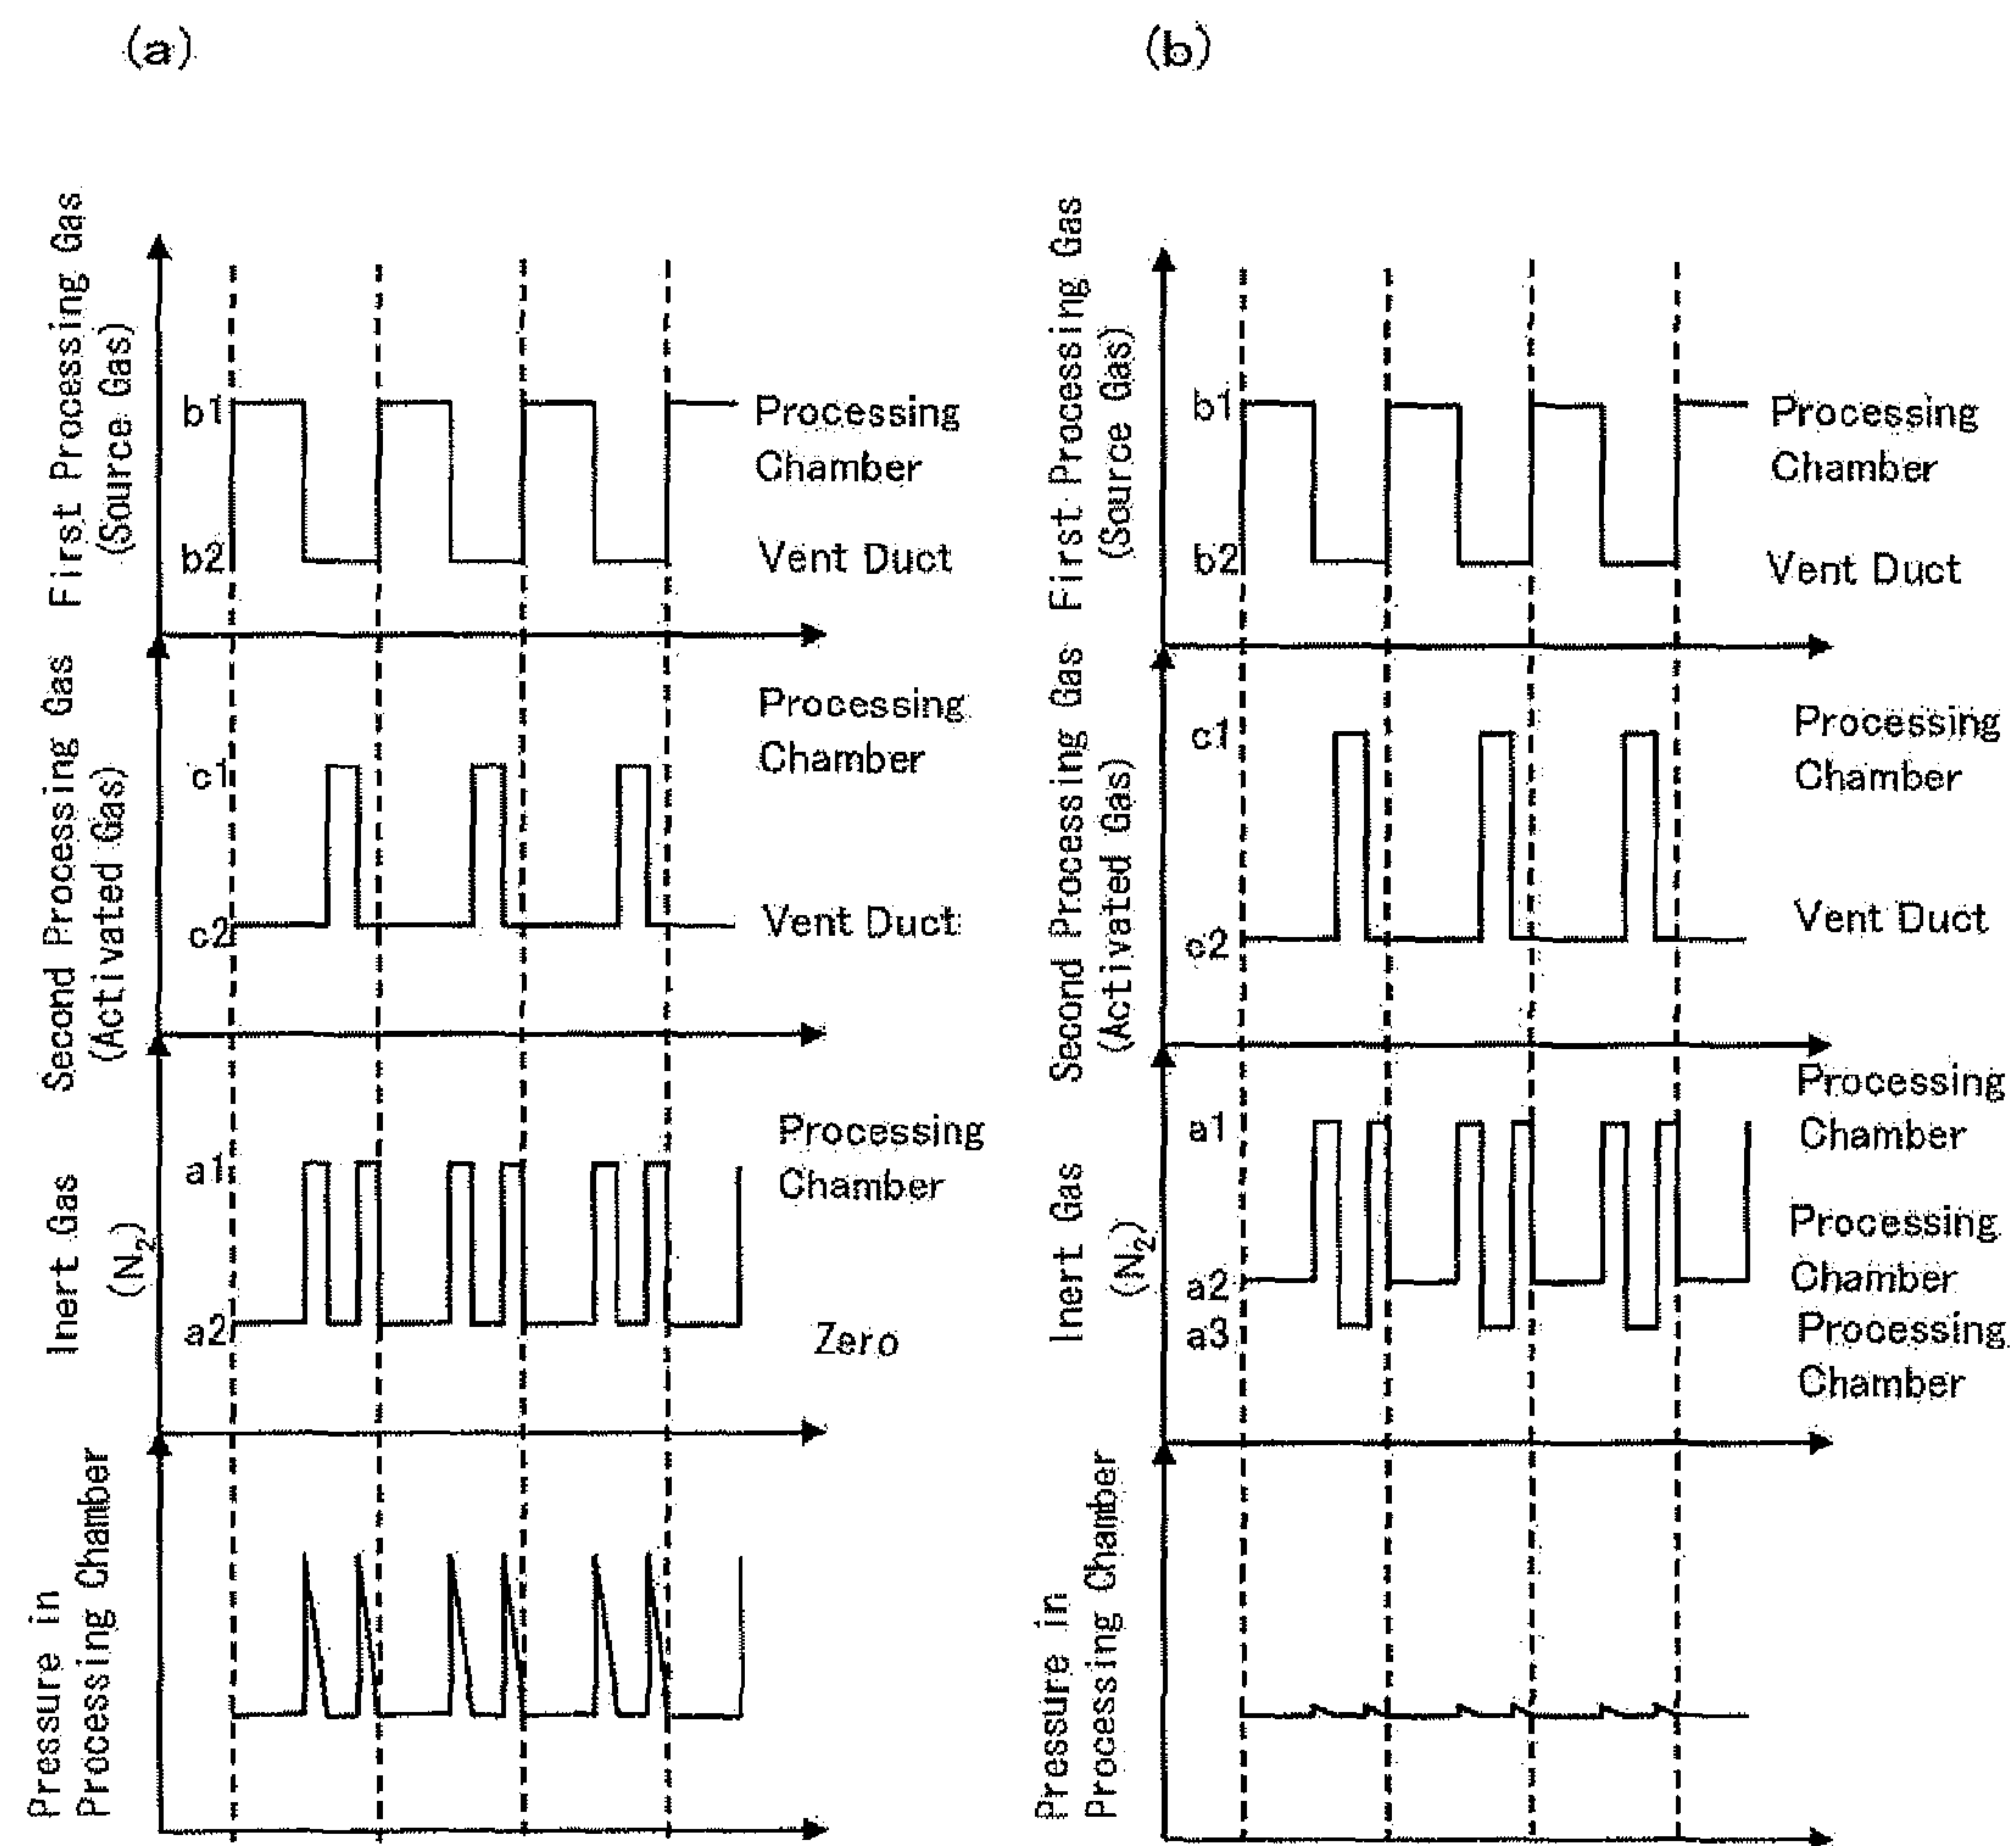 (a)
First Processing Gas
(Source Gas)
b1
b2
Processing
Chamber
Vent Duct
Second Processing Gas
(Activated Gas)
c1
c2
Processing
Chamber
Vent Duct
Inert Gas
(N₂)
a1
a2
Processing
Chamber
Zero
Pressure in
Processing Chamber
(b)
First Processing Gas
(Source Gas)
b1
b2
Processing
Chamber
Vent Duct
Second Processing Gas
(Activated Gas)
c1
c2
Processing
Chamber
Vent Duct
Inert Gas
(N₂)
a1
a2
a3
Processing
Chamber
Processing
Chamber
Processing
Chamber
Pressure in
Processing Chamber